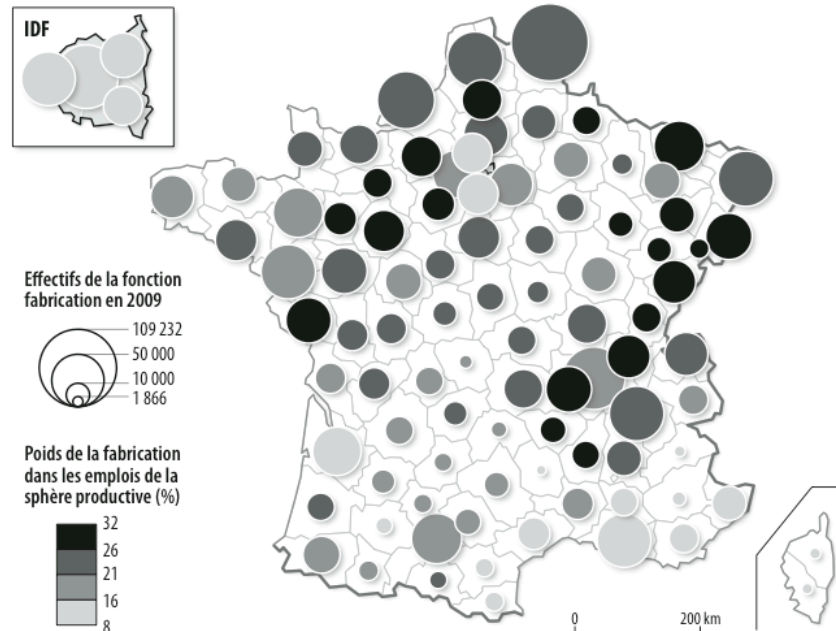 IDF
Effectifs de la fonction
fabrication en 2009
109 232
50 000
10 000
1 866
Poids de la fabrication
dans les emplois de la
sphère productive (%)
32
26
21
16
8
0
200 km